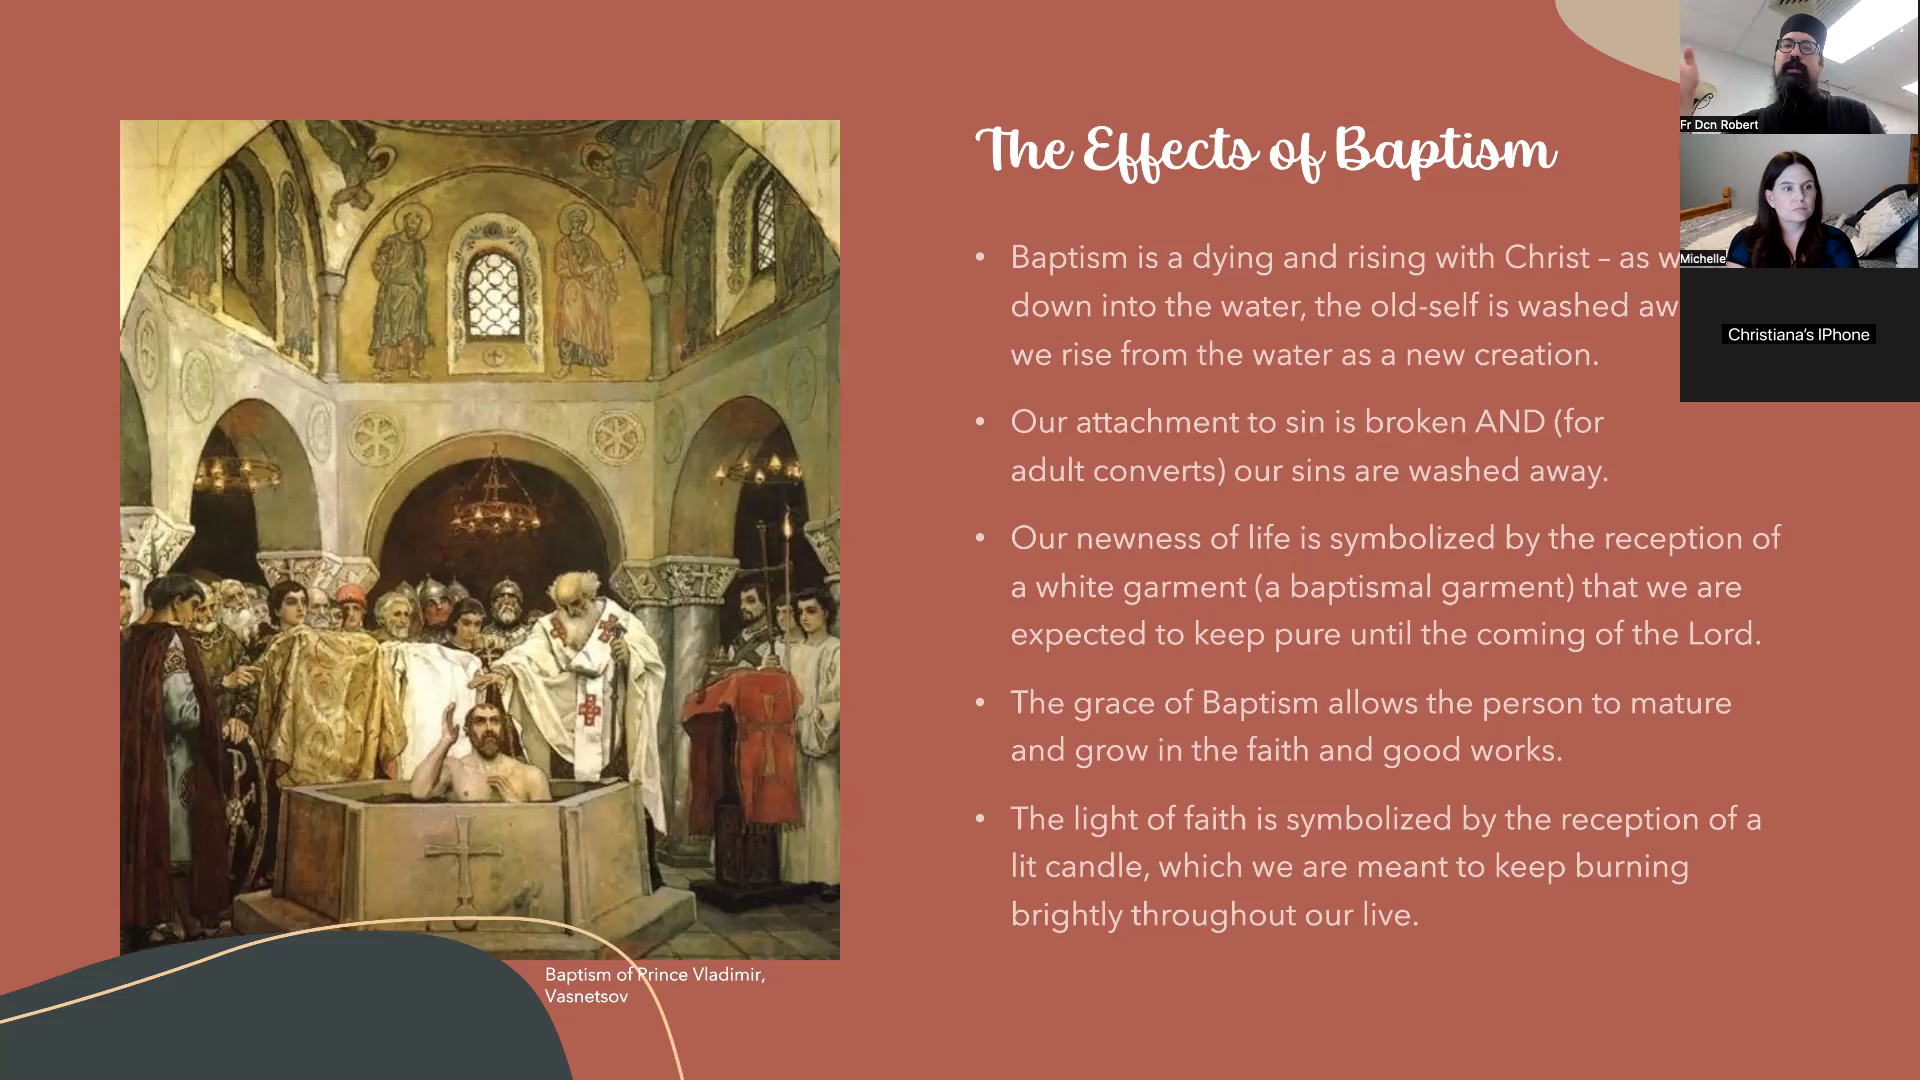 The Effects of Baptism
• Baptism is a dying and rising with Christ – as w
down into the water, the old-self is washed aw
we rise from the water as a new creation.
• Our attachment to sin is broken AND (for
adult converts) our sins are washed away.
• Our newness of life is symbolized by the reception of
a white garment (a baptismal garment) that we are
expected to keep pure until the coming of the Lord.
• The grace of Baptism allows the person to mature
and grow in the faith and good works.
• The light of faith is symbolized by the reception of a
lit candle, which we are meant to keep burning
brightly throughout our live.
Baptism of Prince Vladimir,
Vasnetsov
Fr Dcn Robert
Michelle
Christiana's IPhone